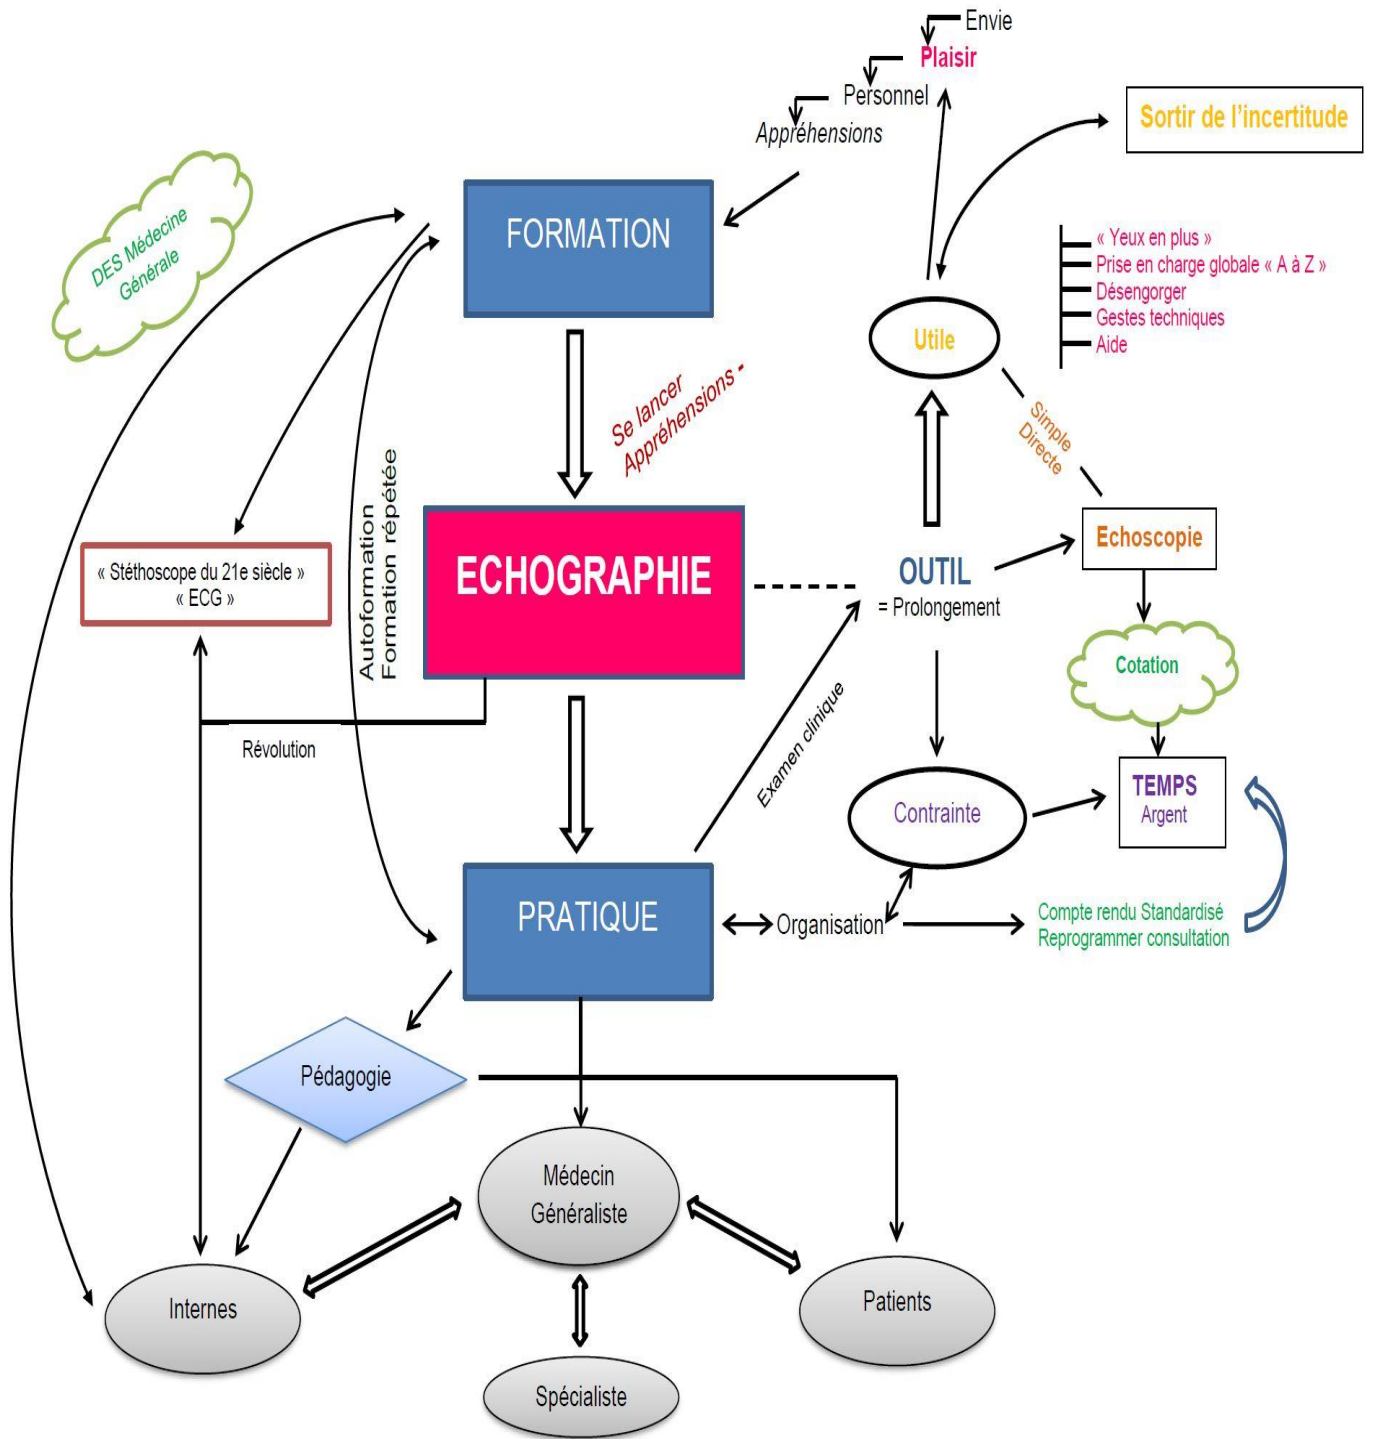 Envie
Plaisir
Personnel
Appréhensions
Sortir de l’incertitude
DES Médecine
Générale
FORMATION
« Yeux en plus »
Prise en charge globale « A à Z »
Désengorger
Gestes techniques
Aide
Utile
Se lancer
Appréhensions -
Simple
Directe
Autoformation
Formation répétée
« Stéthoscope du 21e siècle »
« ECG »
ECHOGRAPHIE
OUTIL
= Prolongement
Echoscopie
Cotation
Révolution
Examen clinique
Contrainte
TEMPS
Argent
PRATIQUE
Organisation
Compte rendu Standardisé
Reprogrammer consultation
Pédagogie
Médecin
Généraliste
Internes
Patients
Spécialiste